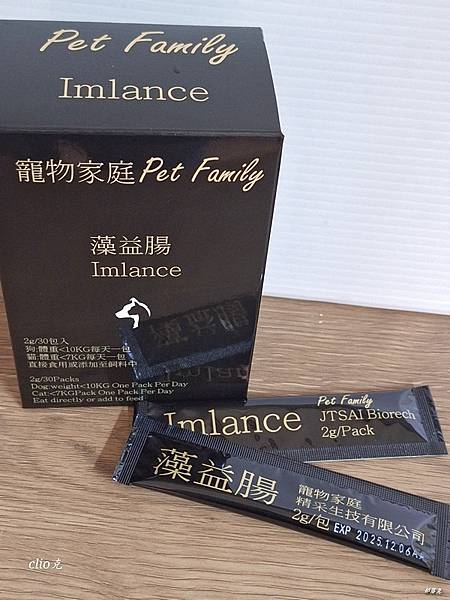 Pet Family
Imlance
寵物家庭 Pet Family
藻益腸
Imlance
2g/30包入
狗:體重<10KG每天一包
貓:體重<7KG每天一包
直接食用或添加至飼料中
2g/30Packs
Dog:weight<10KG One Pack Per Day
Cat:<7KGPack One Pack Per Day
Eat directly or add to feed
Imlance
Pet Family
JTSAI Biorech
2g/Pack
藻益腸
寵物家庭
精采生技有限公司
2g/包 EXP 2025.12.06A
clio克